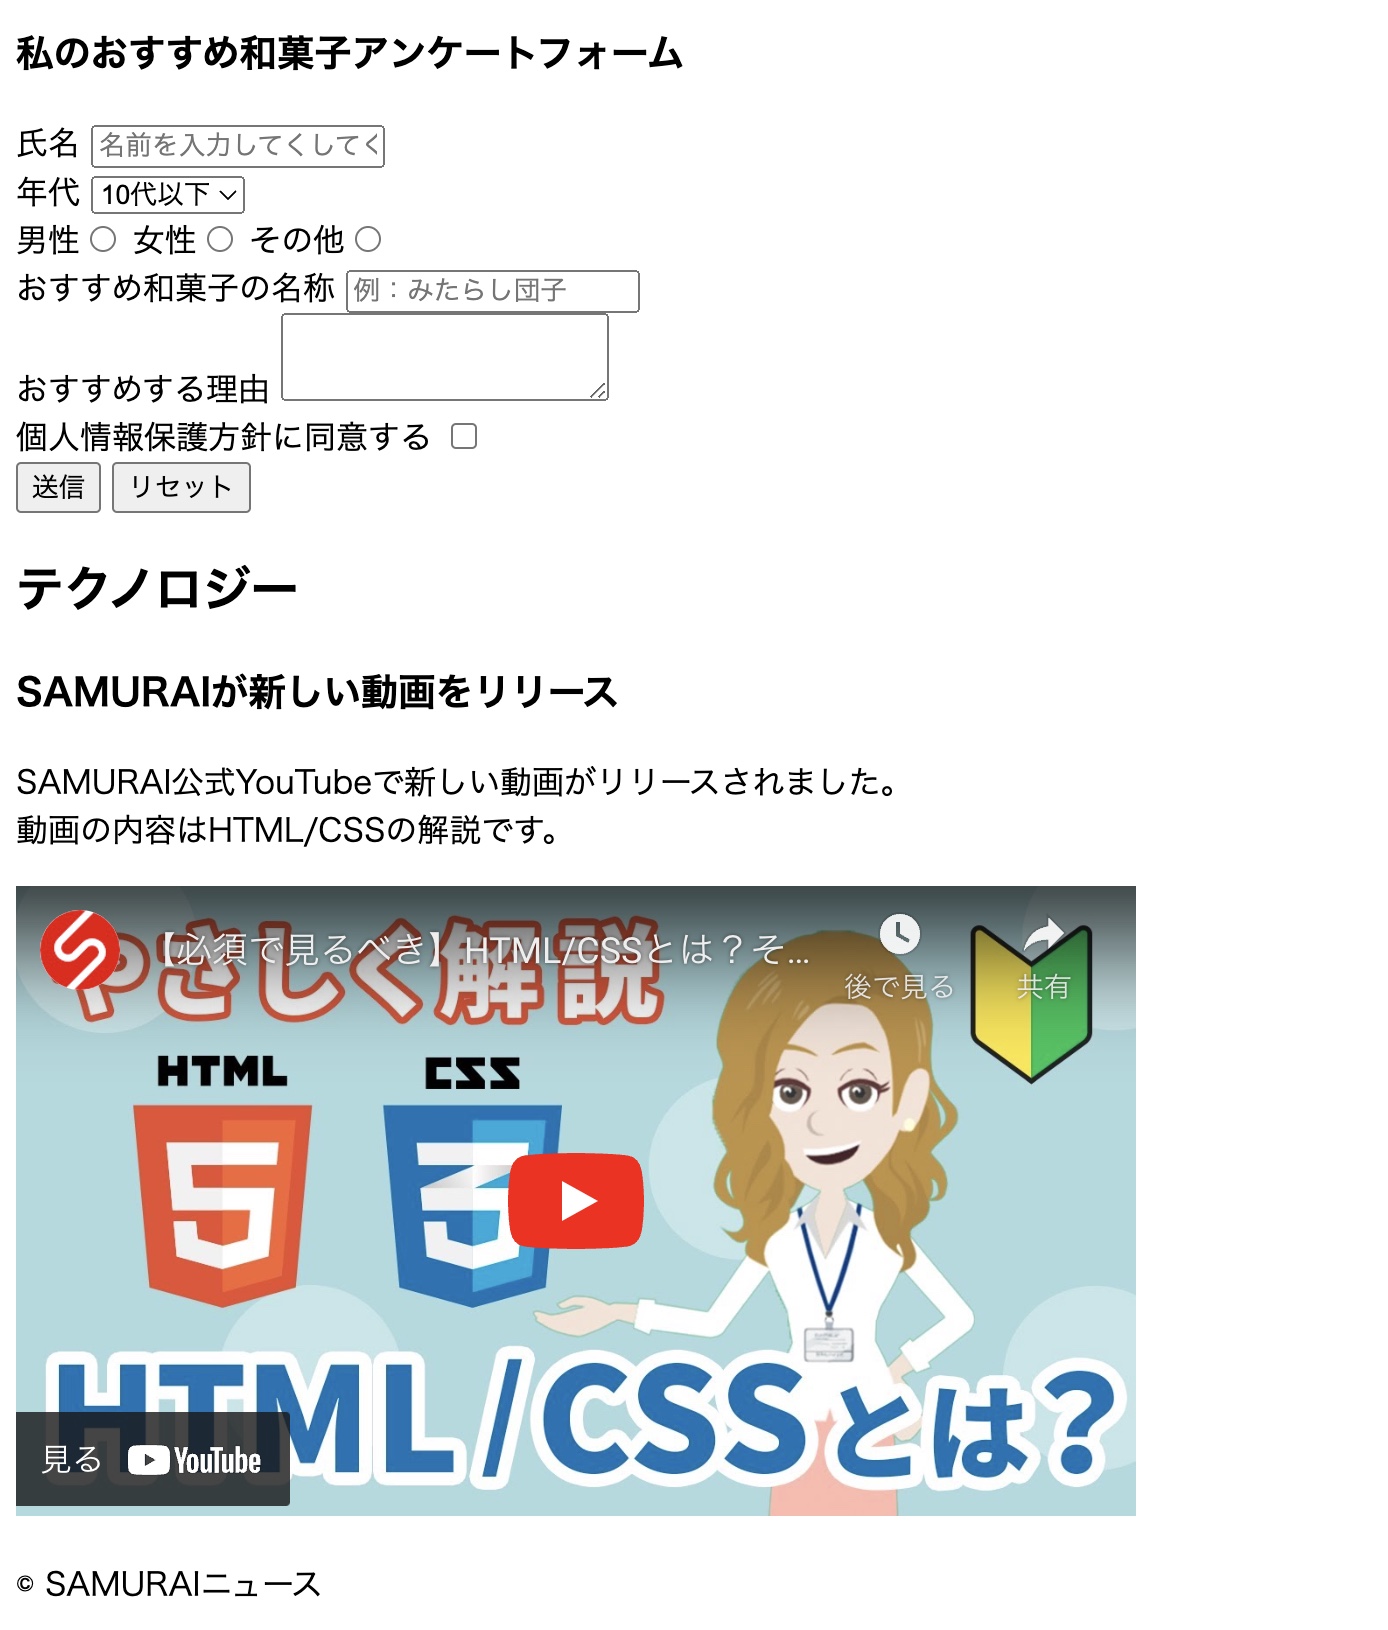 私のおすすめ和菓子アンケートフォーム
氏名 名前を入力してくしてく
年代 10代以下
男性 女性 その他
おすすめ和菓子の名称 例：みたらし団子
おすすめする理由
個人情報保護方針に同意する
送信 リセット
テクノロジー
SAMURAIが新しい動画をリリース
SAMURAI公式YouTubeで新しい動画がリリースされました。
動画の内容はHTML/CSSの解説です。
【必須で見るべき】HTML/CSSとは？そ...
後で見る 共有
やさしく解説
HTML CSS
5 3
HTML/CSSとは？
見る YouTube
© SAMURAIニュース